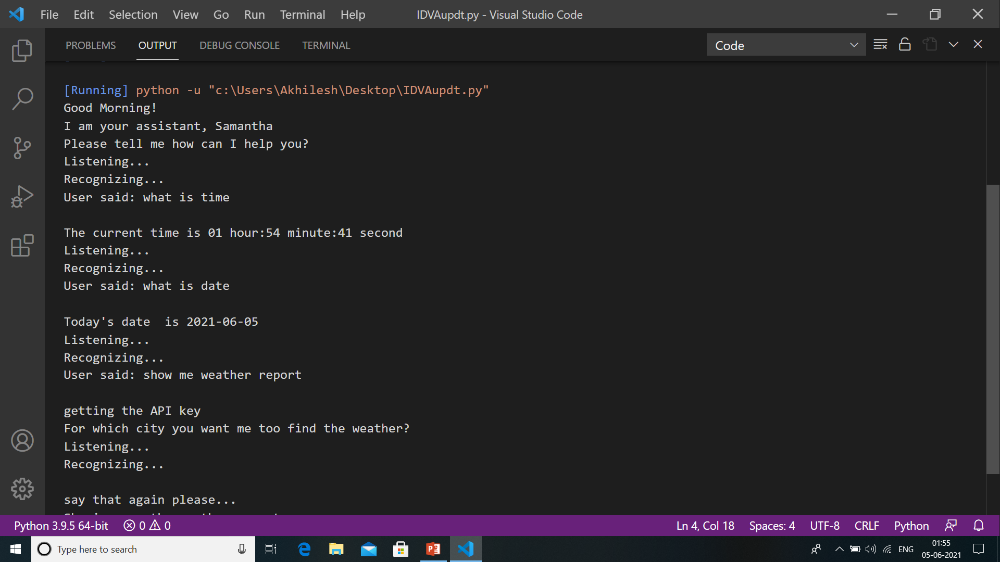 File Edit Selection View Go Run Terminal Help IDVAupdt.py - Visual Studio Code
PROBLEMS OUTPUT DEBUG CONSOLE TERMINAL Code
[Running] python -u "c:\Users\Akhilesh\Desktop\IDVAupdt.py"
Good Morning!
I am your assistant, Samantha
Please tell me how can I help you?
Listening...
Recognizing...
User said: what is time
The current time is 01 hour:54 minute:41 second
Listening...
Recognizing...
User said: what is date
Today's date  is 2021-06-05
Listening...
Recognizing...
User said: show me weather report
getting the API key
For which city you want me too find the weather?
Listening...
Recognizing...
say that again please...
Python 3.9.5 64-bit 0 0 Ln 4, Col 18 Spaces: 4 UTF-8 CRLF Python
Type here to search ENG 01:55
05-06-2021